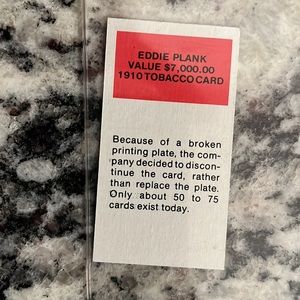 EDDIE PLANK
VALUE $7,000.00
1910 TOBACCO CARD
Because of a broken
printing plate, the com-
pany decided to discon-
tinue the card, rather
than replace the plate.
Only about 50 to 75
cards exist today.